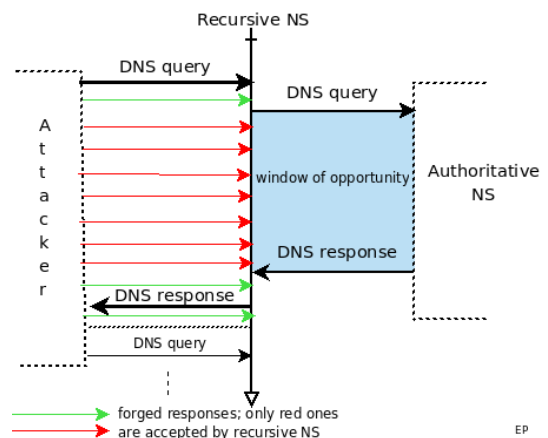 Recursive NS
DNS query
DNS query
Attacker
window of opportunity
Authoritative
NS
DNS response
DNS response
DNS query
forged responses; only red ones
are accepted by recursive NS
EP